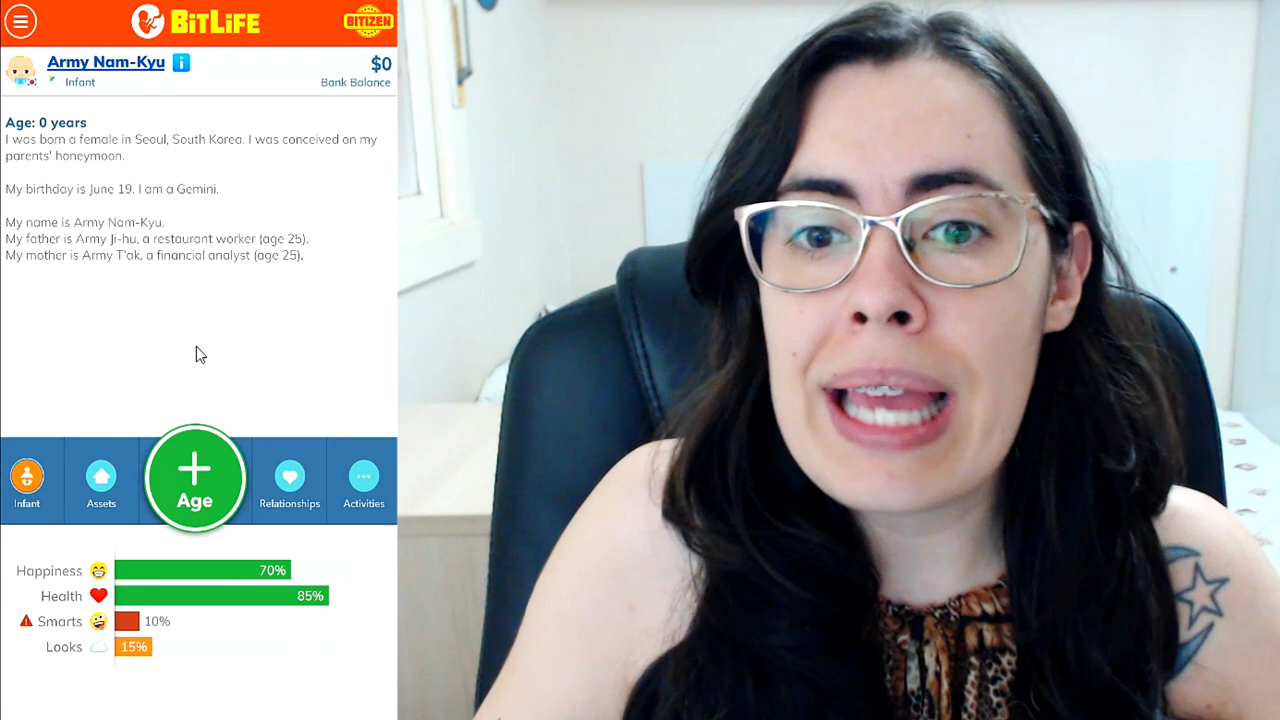 BITLIFE
BITIZEN
Army Nam-Kyu i
$0
Infant
Bank Balance
Age: 0 years
I was born a female in Seoul, South Korea. I was conceived on my
parents' honeymoon.
My birthday is June 19. I am a Gemini.
My name is Army Nam-Kyu.
My father is Army Ji-hu, a restaurant worker (age 25).
My mother is Army T'ak, a financial analyst (age 25).
Infant
Assets
Age
Relationships
Activities
Happiness 70%
Health 85%
Smarts 10%
Looks 15%